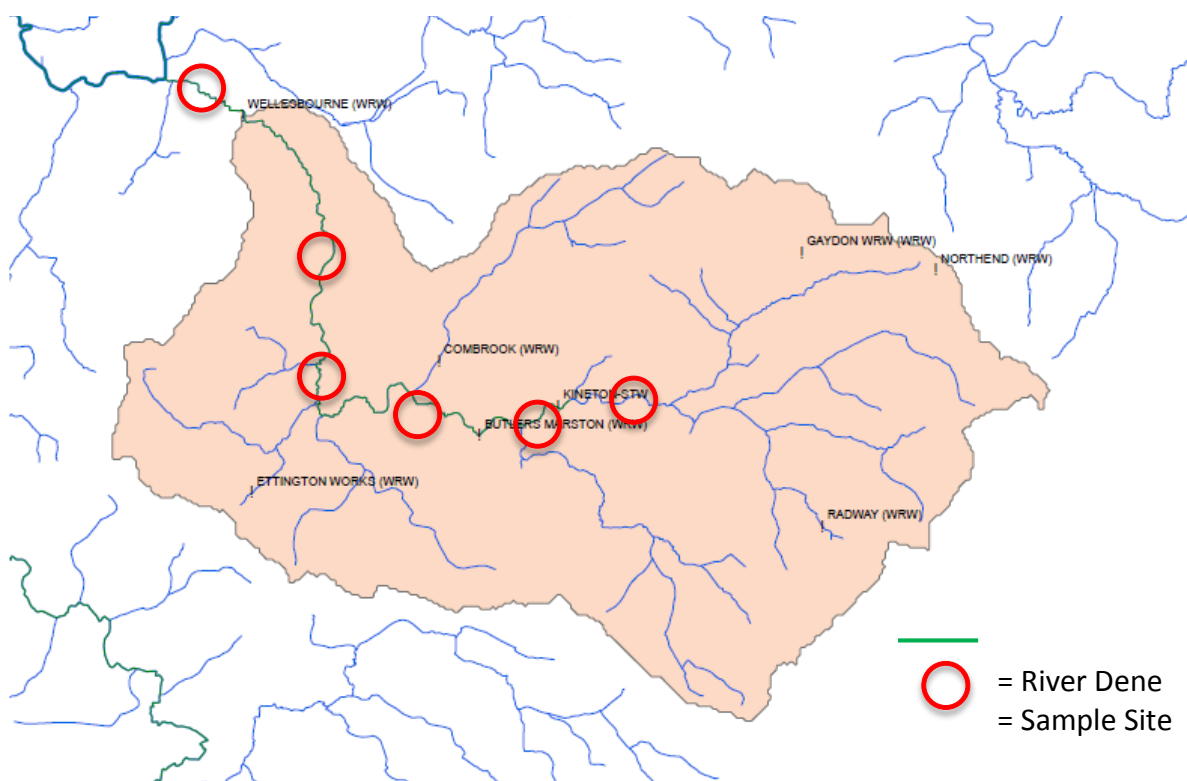 WELLESBOURNE (WRW)
GAYDON WRW (WRW)
NORTHEND (WRW)
COMBROOK (WRW)
KINETON-STW
BUTLERS MARSTON (WRW)
ETTINGTON WORKS (WRW)
RADWAY (WRW)
= River Dene
= Sample Site